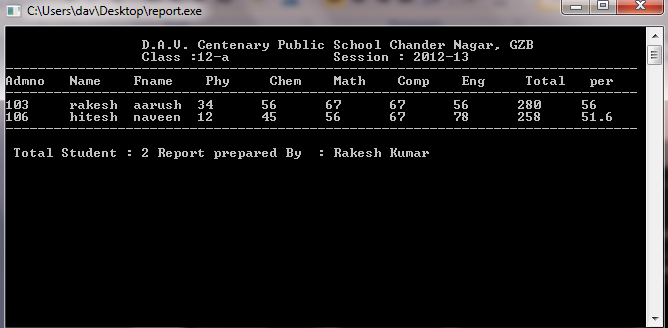 C:\Users\dav\Desktop\report.exe
D.A.V. Centenary Public School Chander Nagar, GZB
Class :12-a Session : 2012-13
Admno Name Fname Phy Chem Math Comp Eng Total per
103 rakesh aarush 34 56 67 67 56 280 56
106 hitesh naveen 12 45 56 67 78 258 51.6
Total Student : 2 Report prepared By : Rakesh Kumar